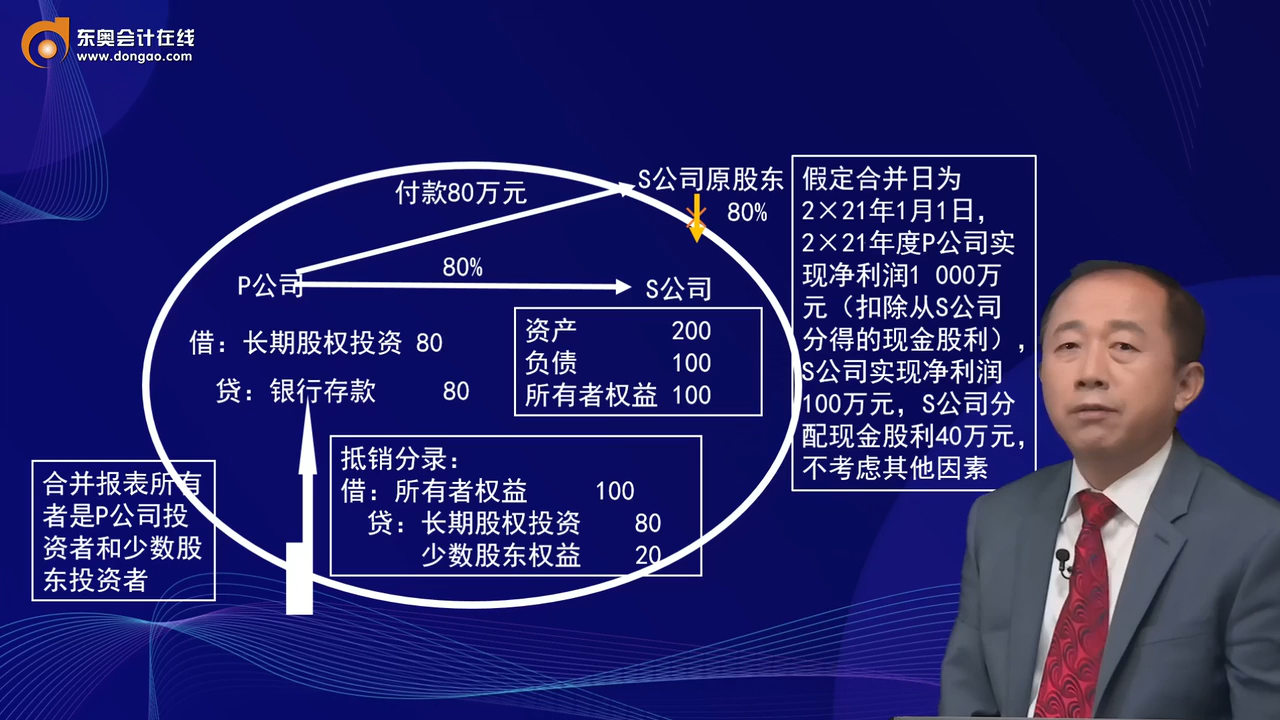 东奥会计在线
www.dongao.com
付款80万元
S公司原股东
80%
80%
P公司
S公司
借：长期股权投资 80
贷：银行存款 80
资产 200
负债 100
所有者权益 100
抵销分录：
借：所有者权益 100
贷：长期股权投资 80
少数股东权益 20
合并报表所有
者是P公司投
资者和少数股
东投资者
假定合并日为
2×21年1月1日，
2×21年度P公司实
现净利润1 000万
元（扣除从S公司
分得的现金股利），
S公司实现净利润
100万元，S公司分
配现金股利40万元，
不考虑其他因素